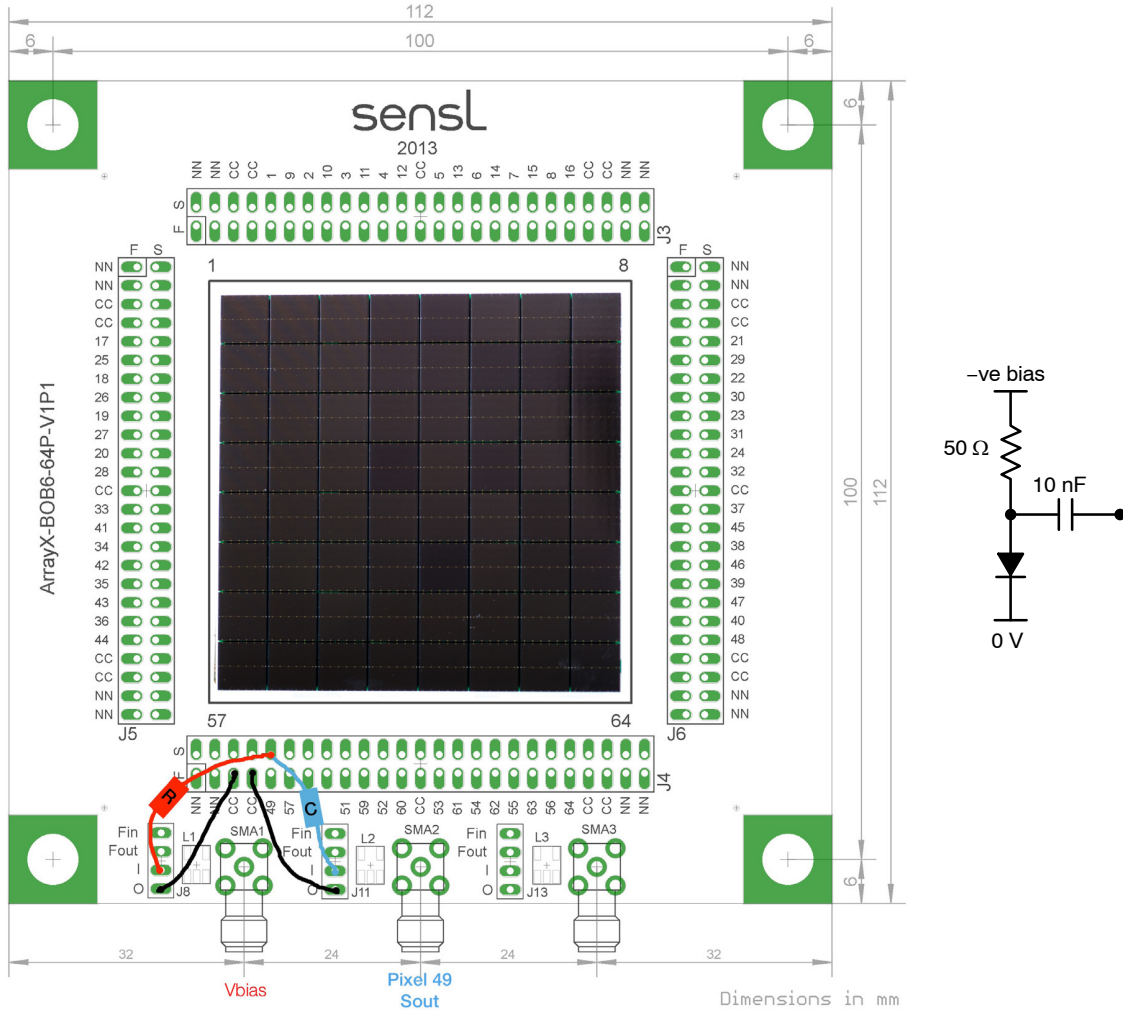 112
6
100
6
sensL
2013
NN NN CC CC 1 9 2 10 3 11 4 12 CC 5 13 6 14 7 15 8 16 CC CC NN NN
S
F
J3
6
F S
F S
1
8
NN
NN
CC
CC
17
25
18
26
19
27
20
28
CC
33
41
34
42
35
43
36
44
CC
CC
NN
NN
J5
ArrayX-BOB6-64P-V1P1
NN
NN
CC
CC
21
29
22
30
23
31
24
32
CC
37
45
38
46
39
47
40
48
CC
CC
NN
NN
J6
100
112
–ve bias
50 Ω
10 nF
0 V
57
64
S
F
J4
R
C
NN NN CC CC 49 57 51 59 52 60 CC 53 61 54 62 55 63 56 64 CC CC NN NN
Fin
Fout
I
O
J8
L1
SMA1
Fin
Fout
I
O
J11
L2
SMA2
Fin
Fout
I
O
J13
L3
SMA3
6
32
24
24
32
Vbias
Pixel 49
Sout
Dimensions in mm